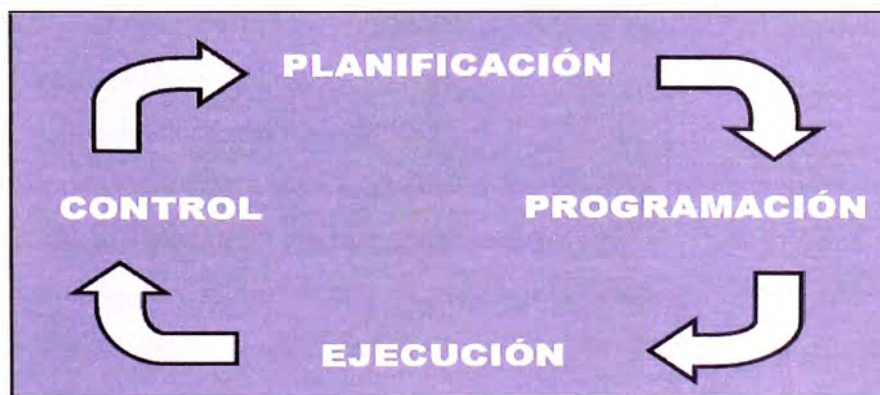 PLANIFICACIÓN
CONTROL
PROGRAMACIÓN
EJECUCIÓN